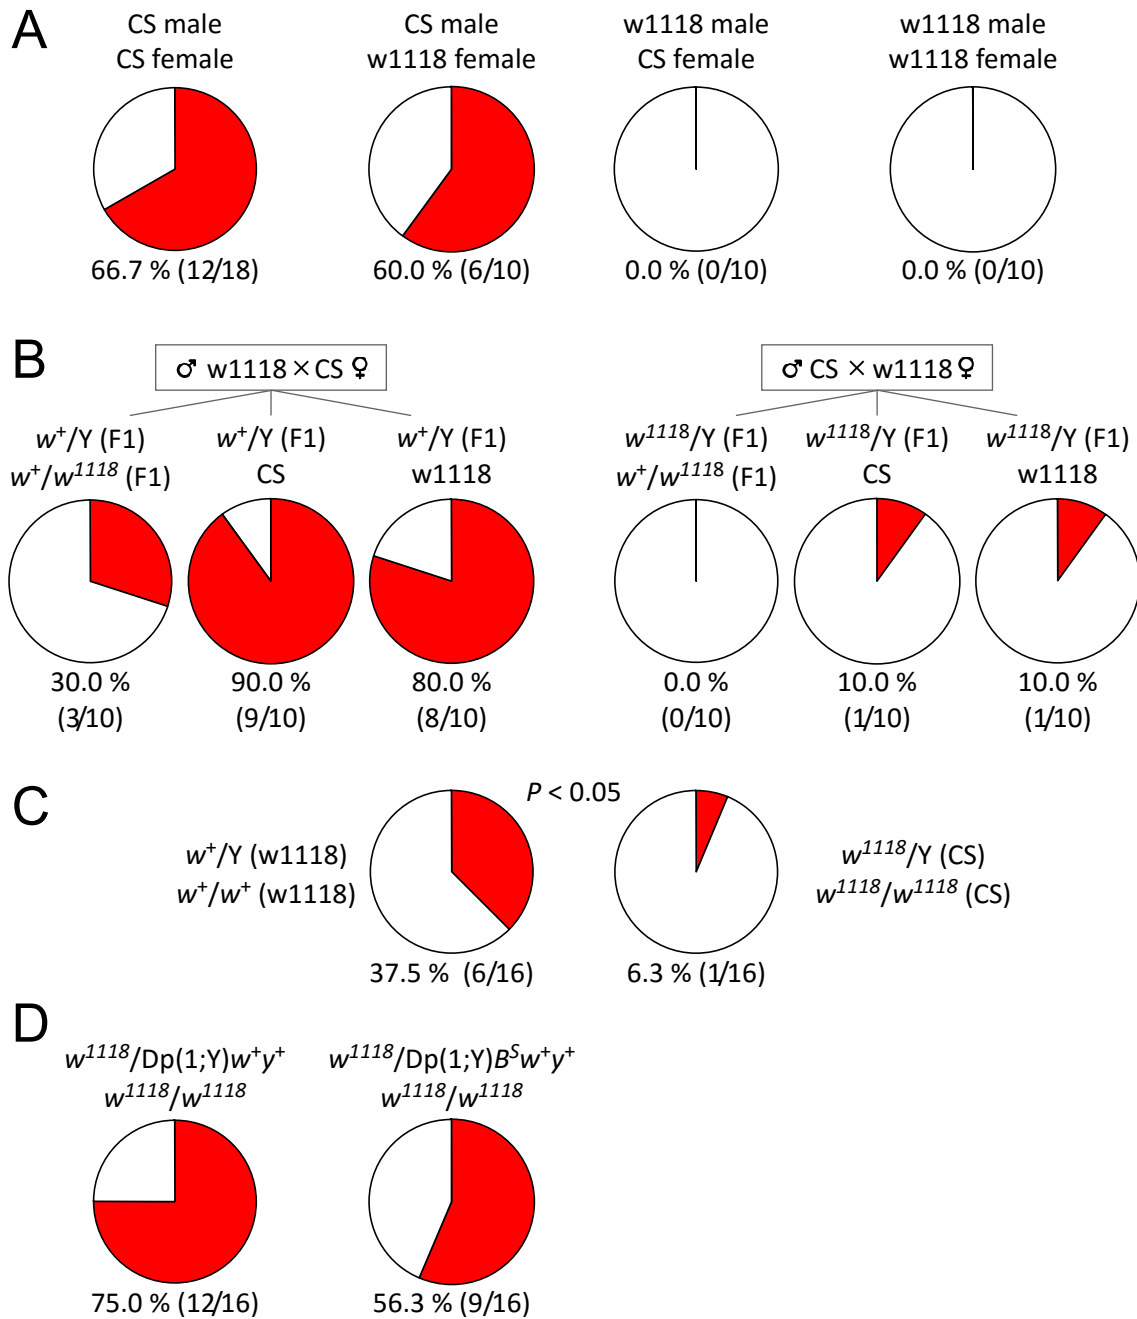 A
CS male
CS female
66.7 % (12/18)
CS male
w1118 female
60.0 % (6/10)
w1118 male
CS female
0.0 % (0/10)
w1118 male
w1118 female
0.0 % (0/10)
B
♂ w1118 × CS ♀
w⁺/Y (F1)
w⁺/w¹¹¹⁸ (F1)
30.0 %
(3/10)
w⁺/Y (F1)
CS
90.0 %
(9/10)
w⁺/Y (F1)
w1118
80.0 %
(8/10)
♂ CS × w1118 ♀
w¹¹¹⁸/Y (F1)
w⁺/w¹¹¹⁸ (F1)
0.0 %
(0/10)
w¹¹¹⁸/Y (F1)
CS
10.0 %
(1/10)
w¹¹¹⁸/Y (F1)
w1118
10.0 %
(1/10)
C
w⁺/Y (w1118)
w⁺/w⁺ (w1118)
37.5 % (6/16)
P < 0.05
w¹¹¹⁸/Y (CS)
w¹¹¹⁸/w¹¹¹⁸ (CS)
6.3 % (1/16)
D
w¹¹¹⁸/Dp(1;Y)w⁺y⁺
w¹¹¹⁸/w¹¹¹⁸
75.0 % (12/16)
w¹¹¹⁸/Dp(1;Y)Bˢw⁺y⁺
w¹¹¹⁸/w¹¹¹⁸
56.3 % (9/16)